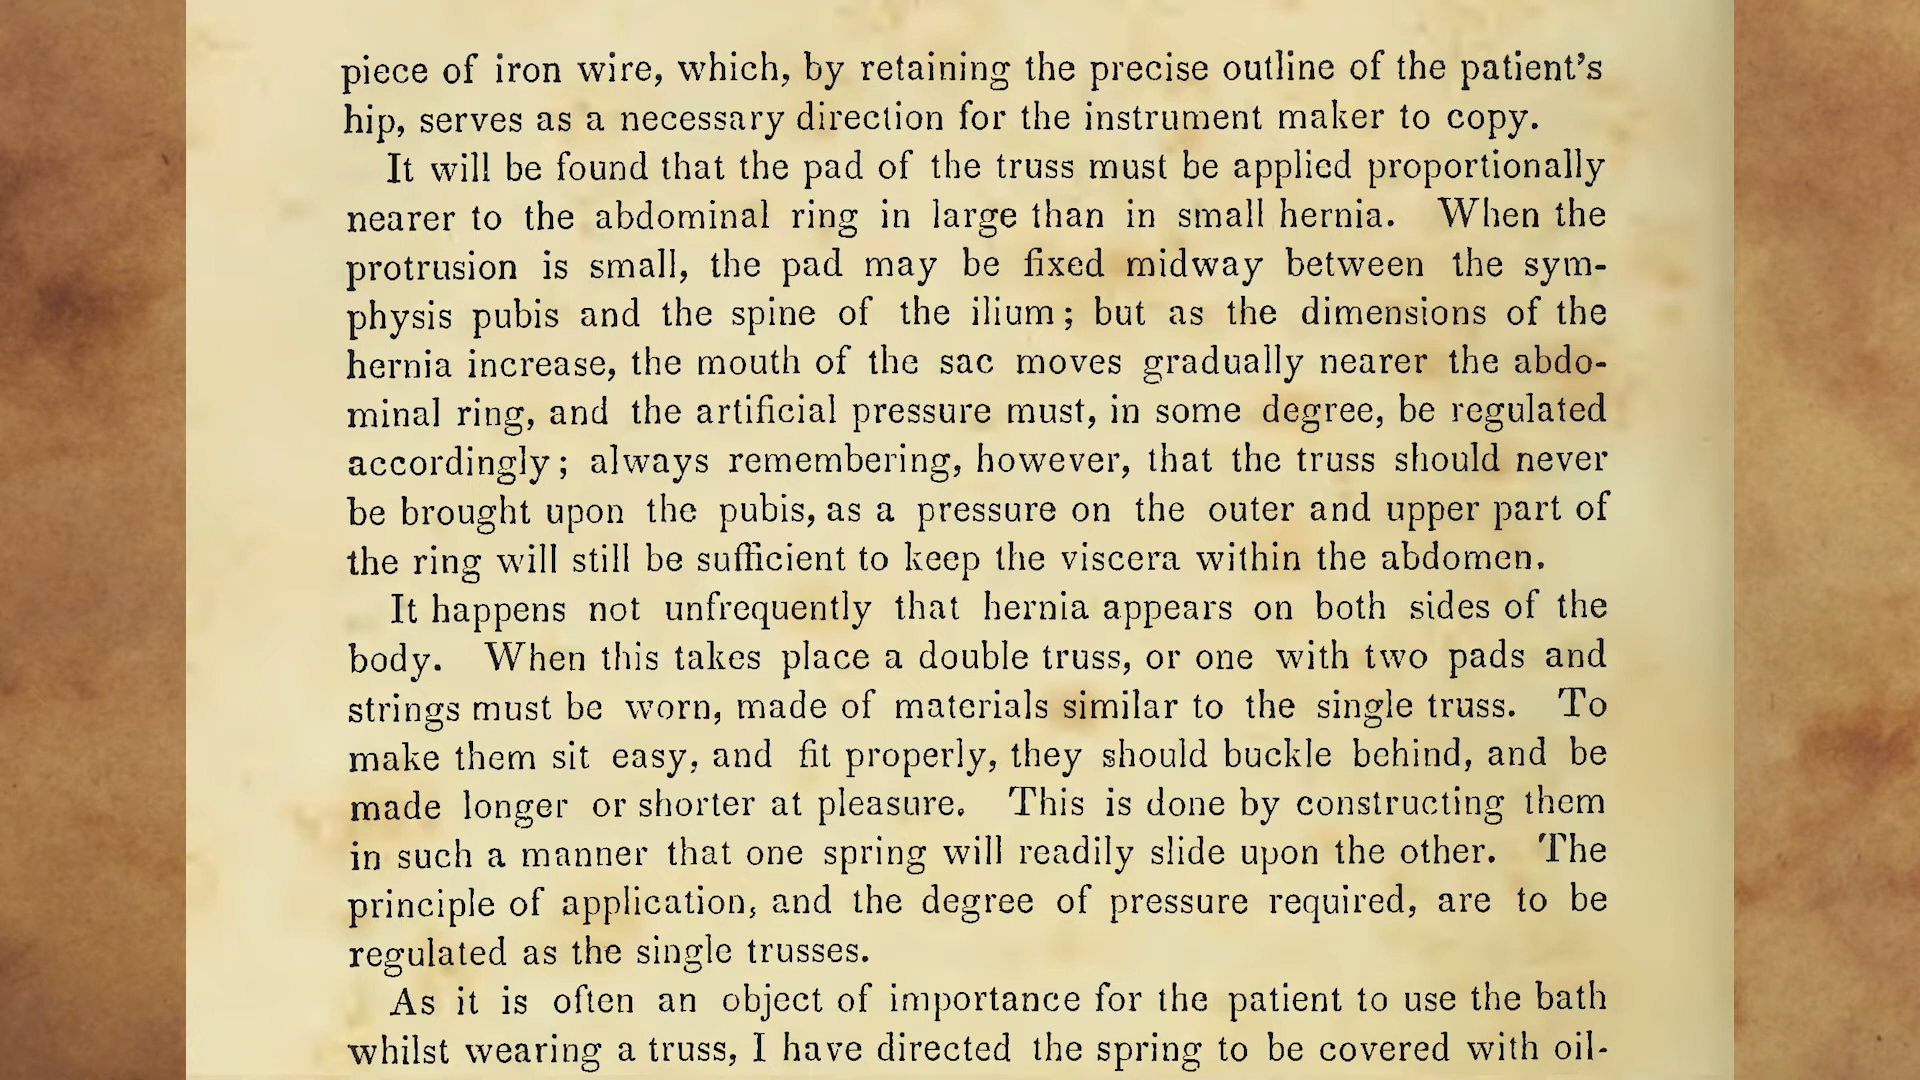 piece of iron wire, which, by retaining the precise outline of the patient's
hip, serves as a necessary direction for the instrument maker to copy.
It will be found that the pad of the truss must be applied proportionally
nearer to the abdominal ring in large than in small hernia. When the
protrusion is small, the pad may be fixed midway between the sym-
physis pubis and the spine of the ilium; but as the dimensions of the
hernia increase, the mouth of the sac moves gradually nearer the abdo-
minal ring, and the artificial pressure must, in some degree, be regulated
accordingly; always remembering, however, that the truss should never
be brought upon the pubis, as a pressure on the outer and upper part of
the ring will still be sufficient to keep the viscera within the abdomen.
It happens not unfrequently that hernia appears on both sides of the
body. When this takes place a double truss, or one with two pads and
strings must be worn, made of materials similar to the single truss. To
make them sit easy, and fit properly, they should buckle behind, and be
made longer or shorter at pleasure. This is done by constructing them
in such a manner that one spring will readily slide upon the other. The
principle of application, and the degree of pressure required, are to be
regulated as the single trusses.
As it is often an object of importance for the patient to use the bath
whilst wearing a truss, I have directed the spring to be covered with oil-